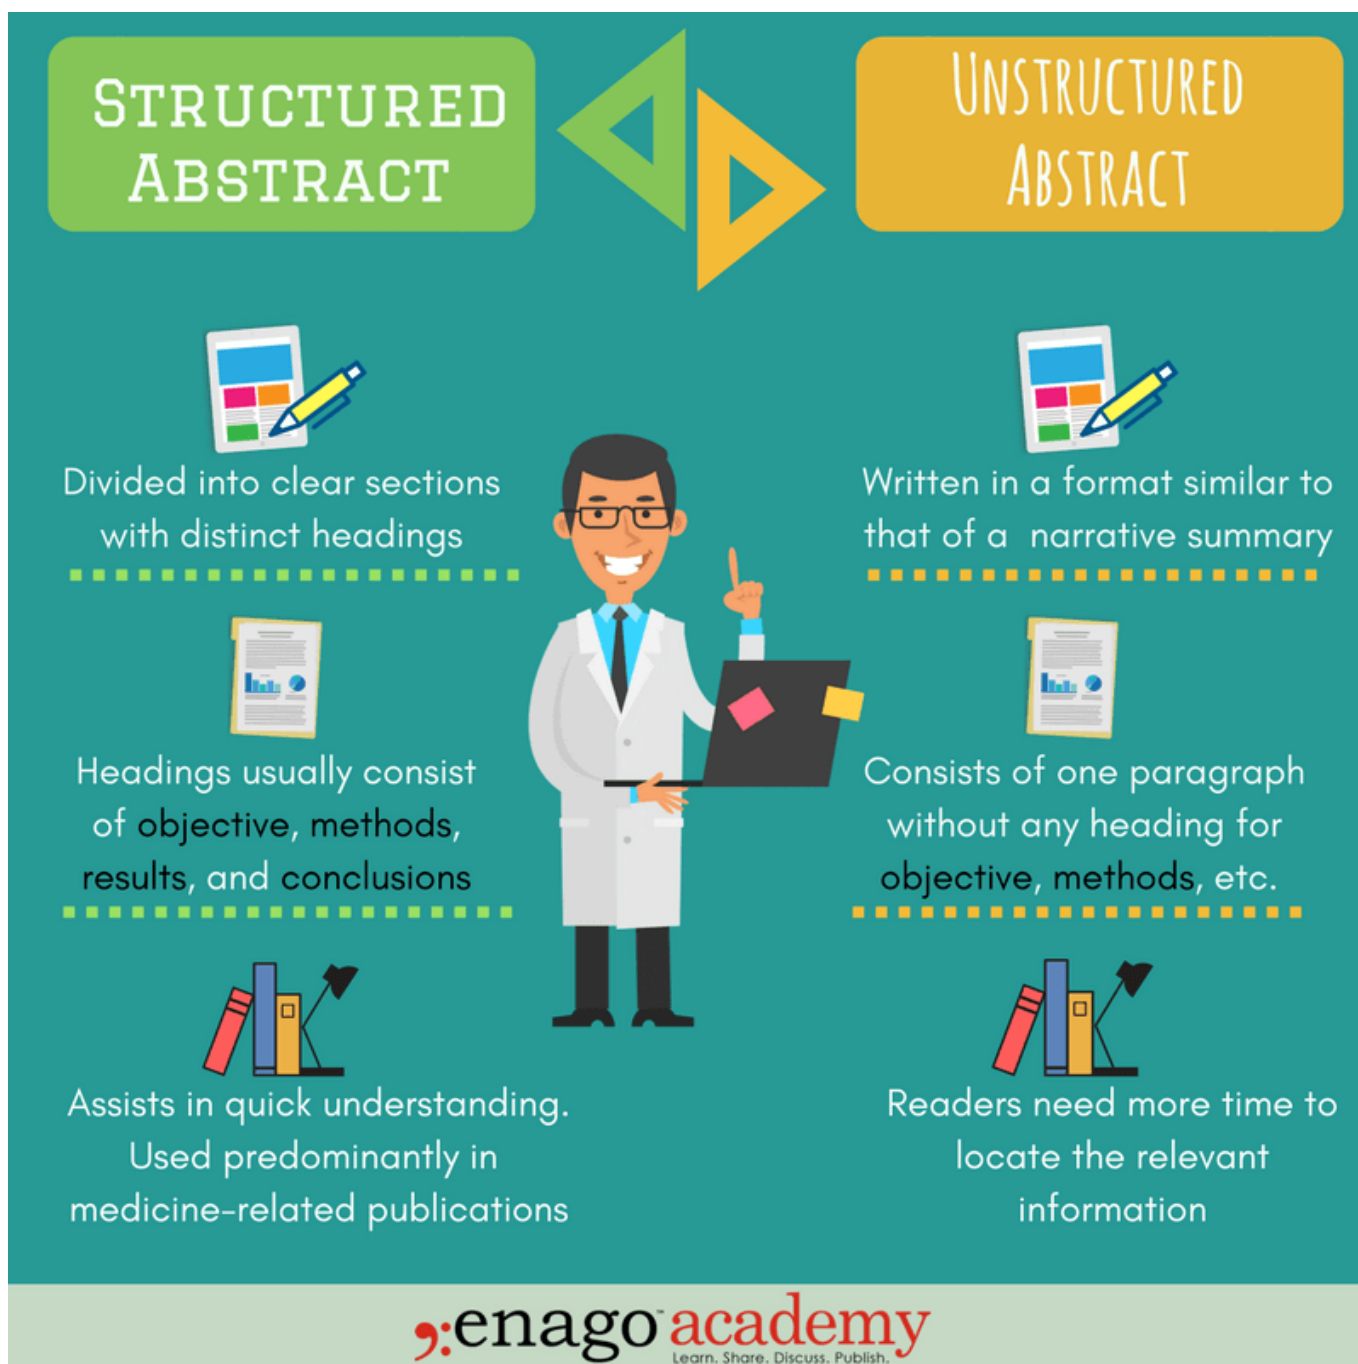 STRUCTURED
ABSTRACT
UNSTRUCTURED
ABSTRACT
Divided into clear sections
with distinct headings
Written in a format similar to
that of a narrative summary
Headings usually consist
of objective, methods,
results, and conclusions
Consists of one paragraph
without any heading for
objective, methods, etc.
Assists in quick understanding.
Used predominantly in
medicine-related publications
Readers need more time to
locate the relevant
information
enago academy
Learn. Share. Discuss. Publish.